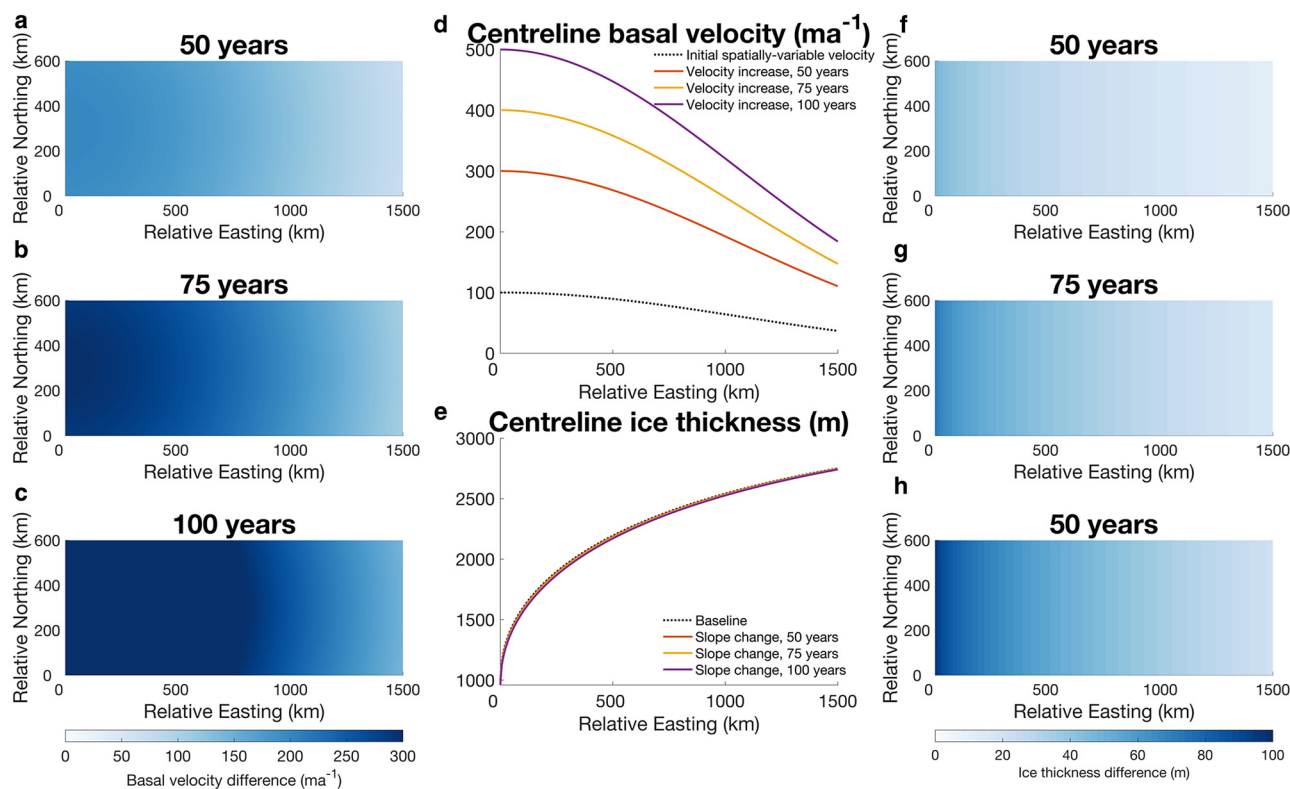 a
50 years
Relative Northing (km)
600
400
200
0
0 500 1000 1500
Relative Easting (km)
b
75 years
Relative Northing (km)
600
400
200
0
0 500 1000 1500
Relative Easting (km)
c
100 years
Relative Northing (km)
600
400
200
0
0 500 1000 1500
Relative Easting (km)
0 50 100 150 200 250 300
Basal velocity difference (ma-1)
d
Centreline basal velocity (ma-1)
500
400
300
200
100
0
Initial spatially-variable velocity
Velocity increase, 50 years
Velocity increase, 75 years
Velocity increase, 100 years
0 500 1000 1500
Relative Easting (km)
e
Centreline ice thickness (m)
3000
2500
2000
1500
1000
Baseline
Slope change, 50 years
Slope change, 75 years
Slope change, 100 years
0 500 1000 1500
Relative Easting (km)
f
50 years
Relative Northing (km)
600
400
200
0
0 500 1000 1500
Relative Easting (km)
g
75 years
Relative Northing (km)
600
400
200
0
0 500 1000 1500
Relative Easting (km)
h
50 years
Relative Northing (km)
600
400
200
0
0 500 1000 1500
Relative Easting (km)
0 20 40 60 80 100
Ice thickness difference (m)